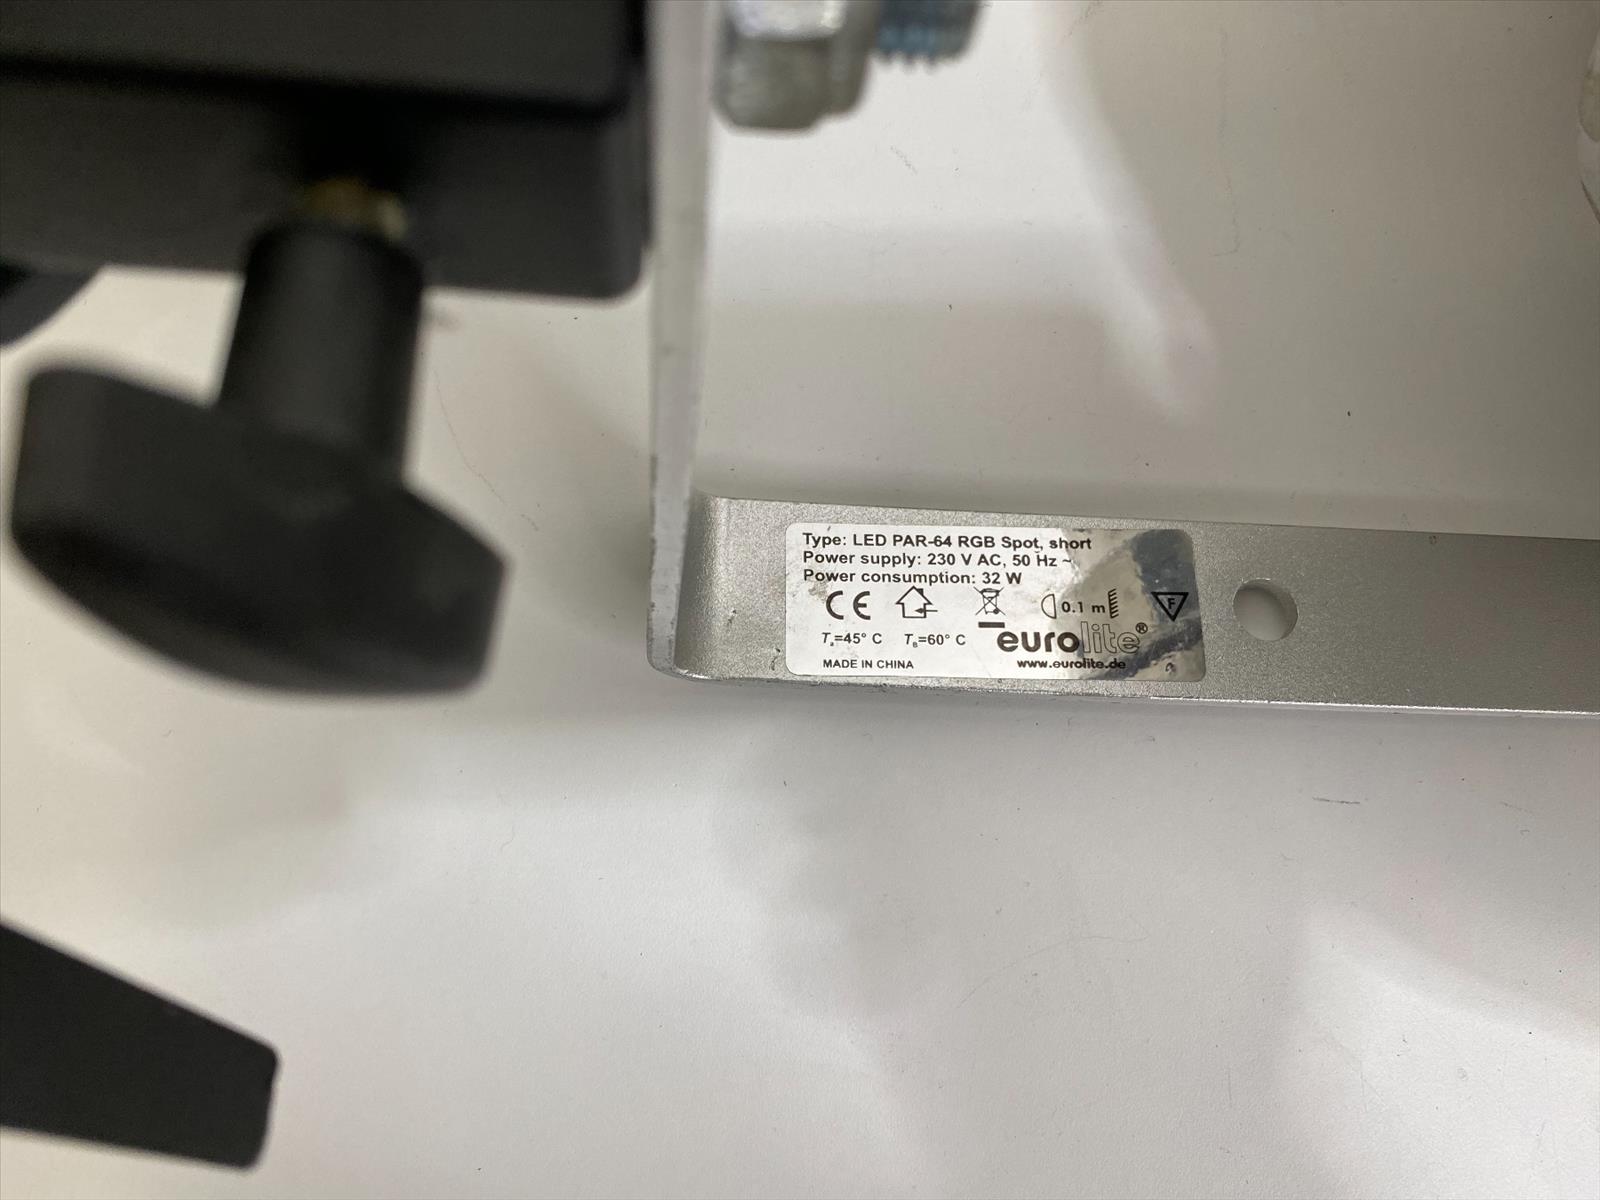 Type: LED PAR-64 RGB Spot, short
Power supply: 230 V AC, 50 Hz ~
Power consumption: 32 W
CE 0.1 m F
Ta=45° C TB=60° C eurolite®
MADE IN CHINA www.eurolite.de